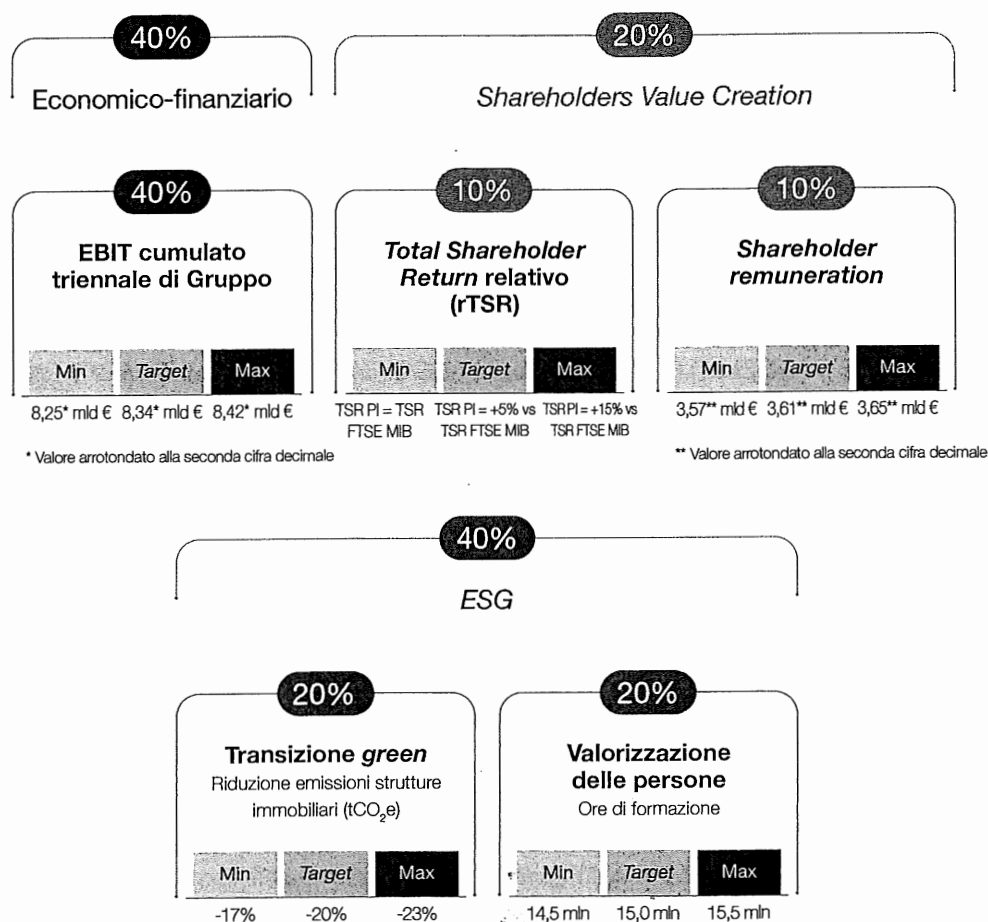 40%
Economico-finanziario
20%
Shareholders Value Creation
40%
EBIT cumulato
triennale di Gruppo
Min Target Max
8,25* mld € 8,34* mld € 8,42* mld €
* Valore arrotondato alla seconda cifra decimale
10%
Total Shareholder
Return relativo
(rTSR)
Min Target Max
TSR PI = TSR TSR PI = +5% vs TSR PI = +15% vs
FTSE MIB TSR FTSE MIB TSR FTSE MIB
10%
Shareholder
remuneration
Min Target Max
3,57** mld € 3,61** mld € 3,65** mld €
** Valore arrotondato alla seconda cifra decimale
40%
ESG
20%
Transizione green
Riduzione emissioni strutture
immobiliari (tCO₂e)
Min Target Max
-17% -20% -23%
20%
Valorizzazione
delle persone
Ore di formazione
Min Target Max
14,5 mln 15,0 mln 15,5 mln